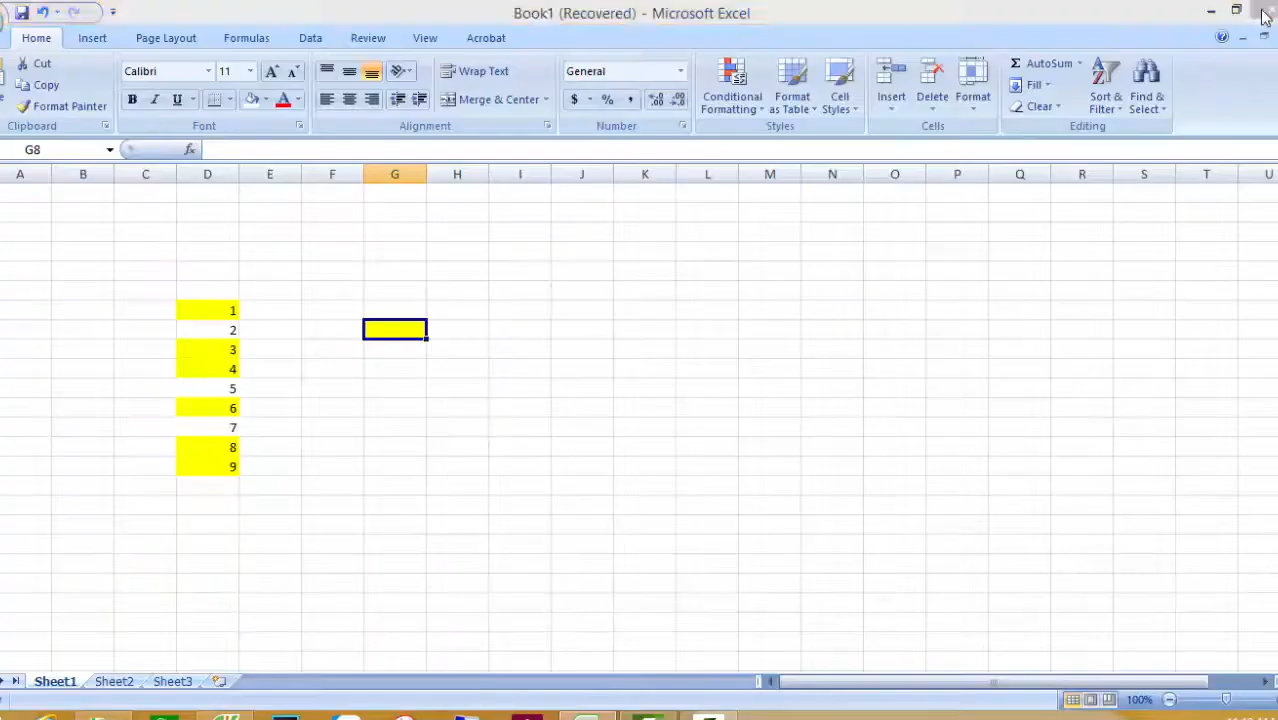 Book1 (Recovered) - Microsoft Excel
Home Insert Page Layout Formulas Data Review View Acrobat
Cut
Copy
Format Painter
Clipboard
Calibri 11 A A
B I U A
Font
Wrap Text
Merge & Center
Alignment
General
$ % ,
Number
Conditional Formatting
Format as Table
Cell Styles
Styles
Insert Delete Format
Cells
Σ AutoSum
Fill
Clear
Sort & Filter
Find & Select
Editing
G8 fx
A B C D E F G H I J K L M N O P Q R S T U
1
2
3
4
5
6
7
8
9
Sheet1 Sheet2 Sheet3
100%